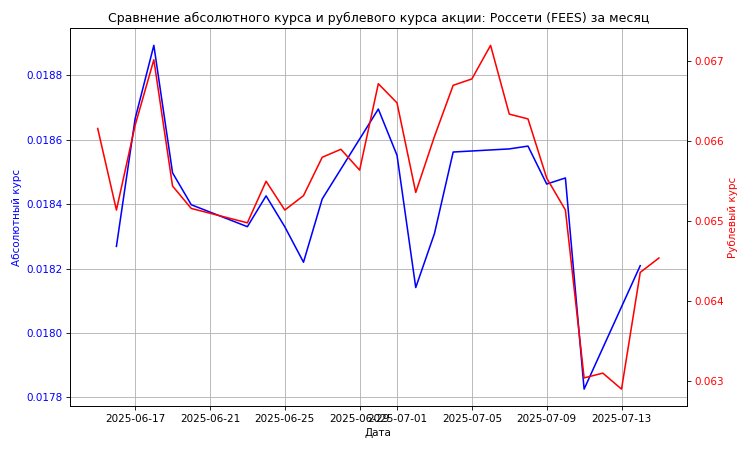 Сравнение абсолютного курса и рублевого курса акции: Россети (FEES) за месяц
0.0188
0.0186
0.0184
0.0182
0.0180
0.0178
Абсолютный курс
0.067
0.066
0.065
0.064
0.063
Рублевый курс
2025-06-17 2025-06-21 2025-06-25 2025-06-29 2025-07-01 2025-07-05 2025-07-09 2025-07-13
Дата